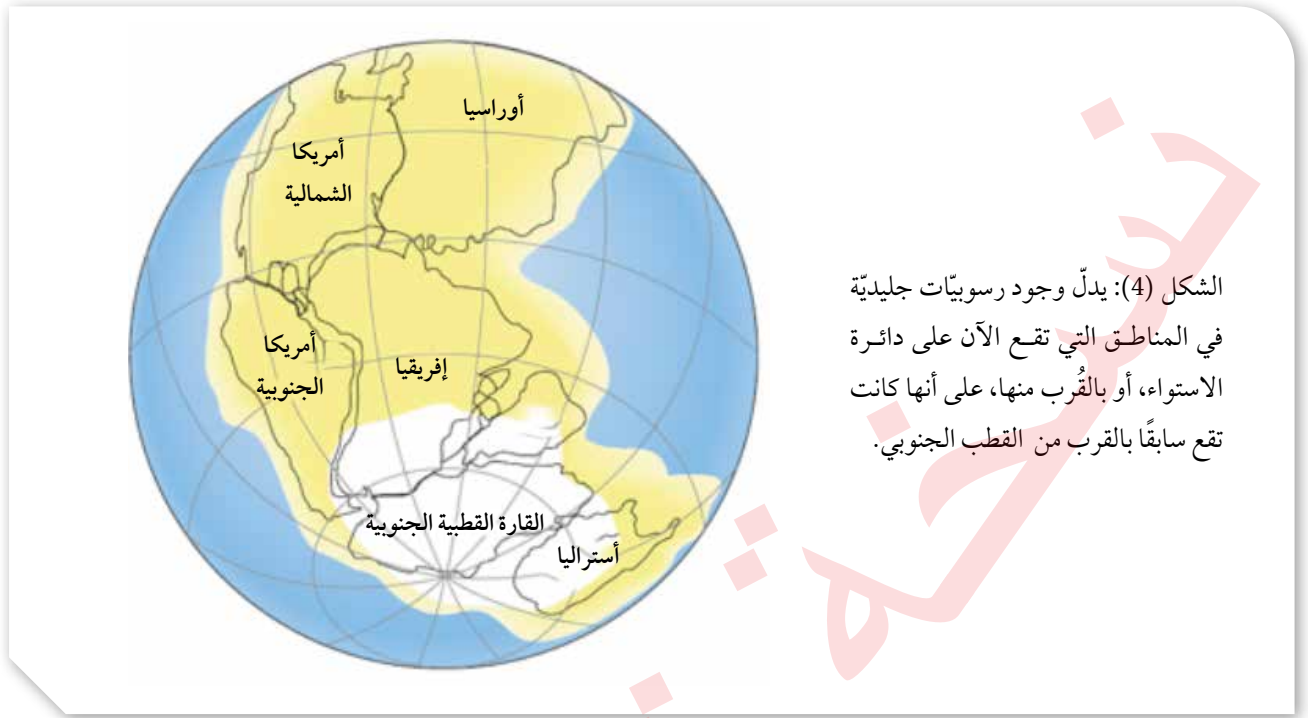 أوراسيا
أمريكا
الشمالية
أمريكا
الجنوبية
إفريقيا
القارة القطبية الجنوبية
أستراليا
الشكل (4): يدلّ وجود رسوبيّات جليديّة
في المناطق التي تقع الآن على دائرة
الاستواء، أو بالقُرب منها، على أنها كانت
تقع سابقًا بالقرب من القطب الجنوبي.